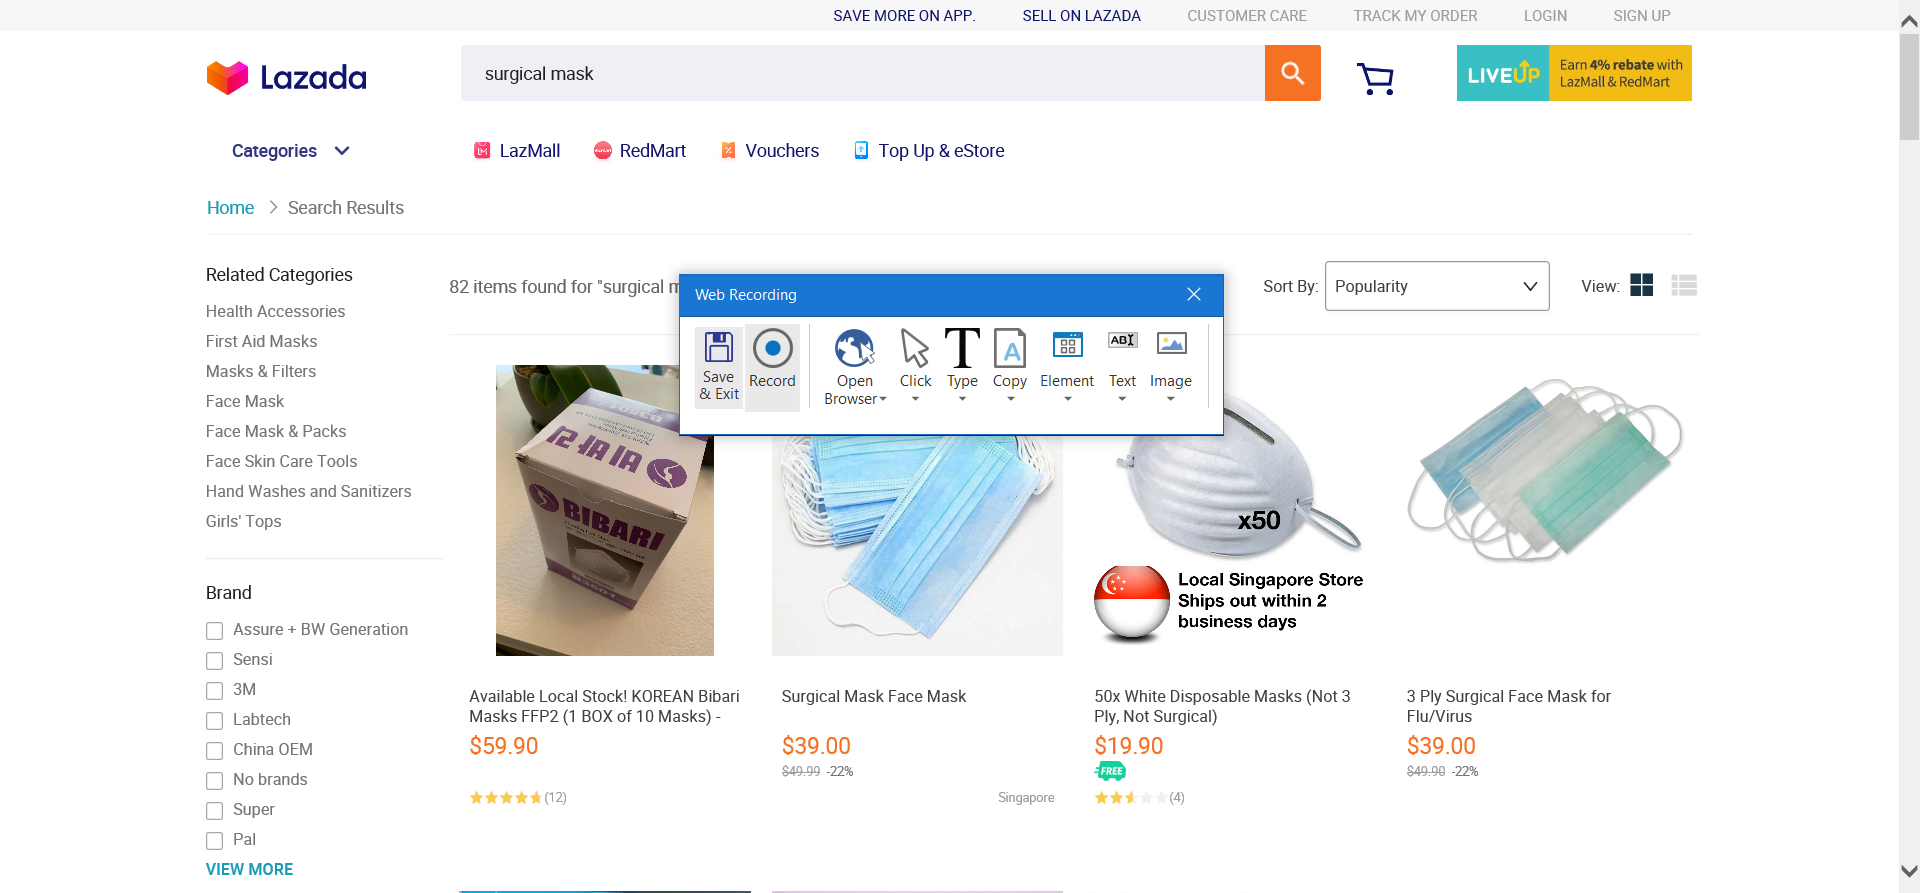 SAVE MORE ON APP.
SELL ON LAZADA
CUSTOMER CARE
TRACK MY ORDER
LOGIN
SIGN UP
Lazada
surgical mask
LIVEUP
Earn 4% rebate with
LazMall & RedMart
Categories
LazMall
RedMart
Vouchers
Top Up & eStore
Home
Search Results
Related Categories
Health Accessories
First Aid Masks
Masks & Filters
Face Mask
Face Mask & Packs
Face Skin Care Tools
Hand Washes and Sanitizers
Girls' Tops
Brand
Assure + BW Generation
Sensi
3M
Labtech
China OEM
No brands
Super
Pal
VIEW MORE
82 items found for "surgical m
Sort By:
Popularity
View:
Web Recording
Save
& Exit
Record
Open
Browser
Click
Type
Copy
Element
Text
Image
A
ABI
BIBARI
x50
Local Singapore Store
Ships out within 2
business days
Available Local Stock! KOREAN Bibari
Masks FFP2 (1 BOX of 10 Masks) -
$59.90
(12)
Surgical Mask Face Mask
$39.00
$49.99 -22%
Singapore
50x White Disposable Masks (Not 3
Ply, Not Surgical)
$19.90
FREE
(4)
3 Ply Surgical Face Mask for
Flu/Virus
$39.00
$49.90 -22%